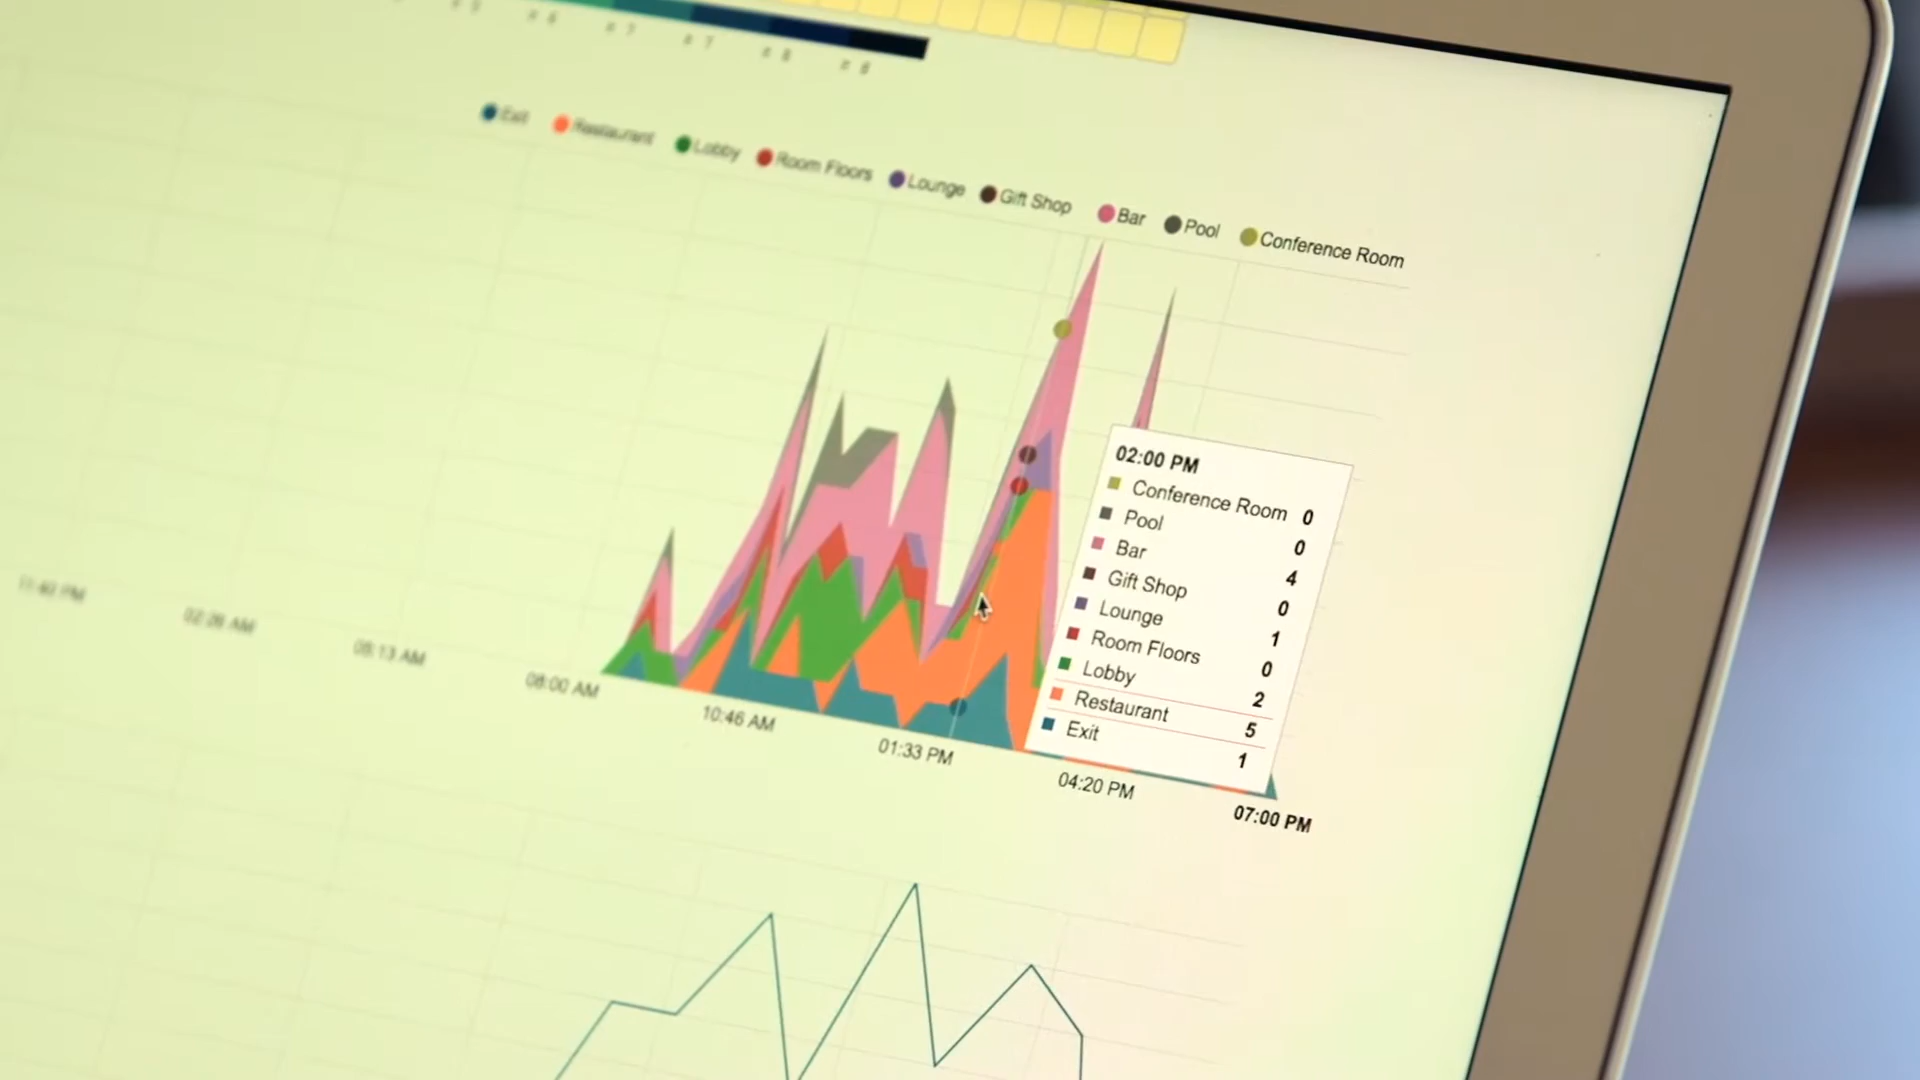 Exit Restaurant Lobby Room Floors Lounge Gift Shop Bar Pool Conference Room
02:00 PM
Conference Room 0
Pool 0
Bar 4
Gift Shop 0
Lounge 1
Room Floors 0
Lobby 2
Restaurant 5
Exit 1
08:00 AM 10:46 AM 01:33 PM 04:20 PM 07:00 PM